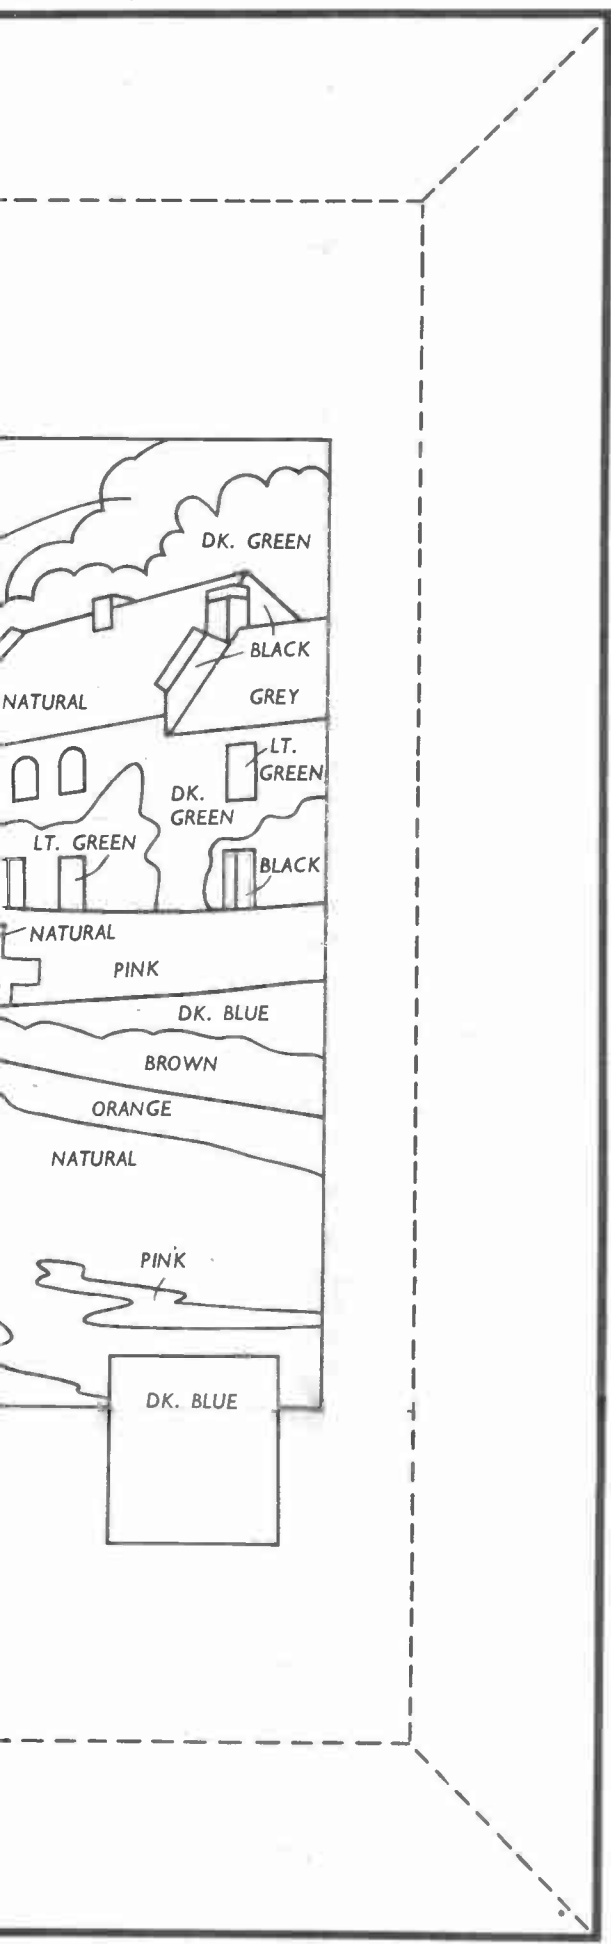 DK. GREEN
BLACK
NATURAL
GREY
LT.
GREEN
DK.
GREEN
LT. GREEN
BLACK
NATURAL
PINK
DK. BLUE
BROWN
ORANGE
NATURAL
PINK
DK. BLUE